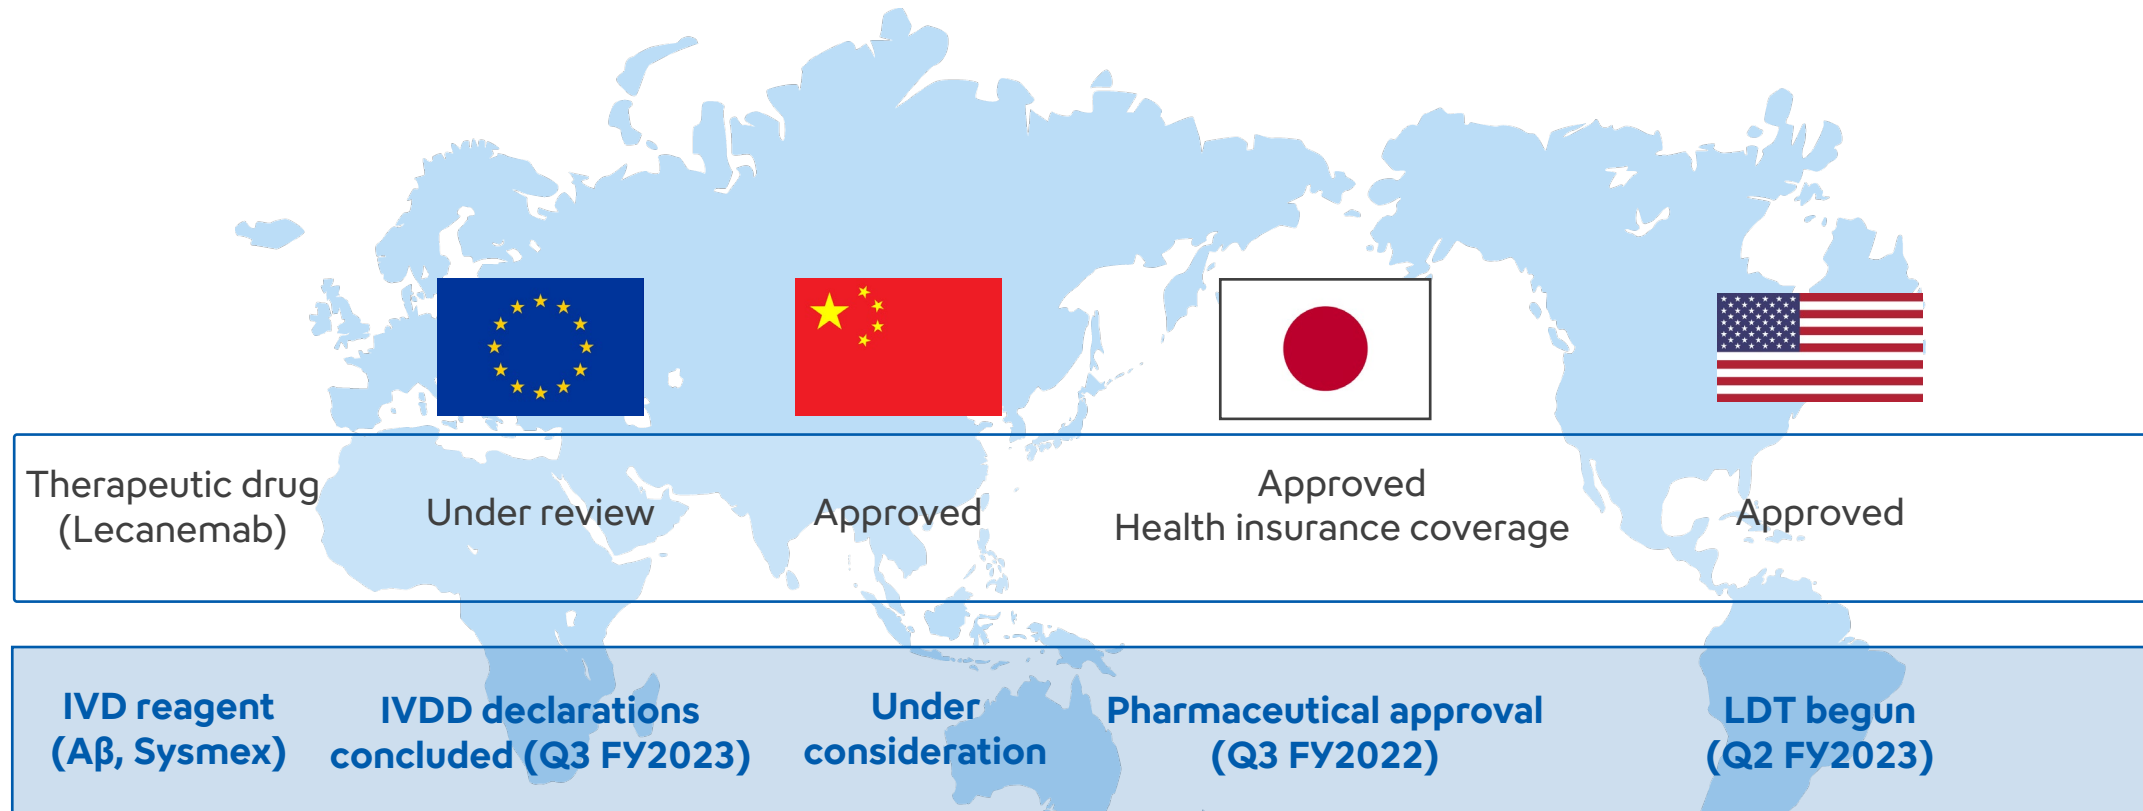 Therapeutic drug
(Lecanemab)
Under review
Approved
Approved
Health insurance coverage
Approved
IVD reagent
(Aβ, Sysmex)
IVDD declarations
concluded (Q3 FY2023)
Under
consideration
Pharmaceutical approval
(Q3 FY2022)
LDT begun
(Q2 FY2023)